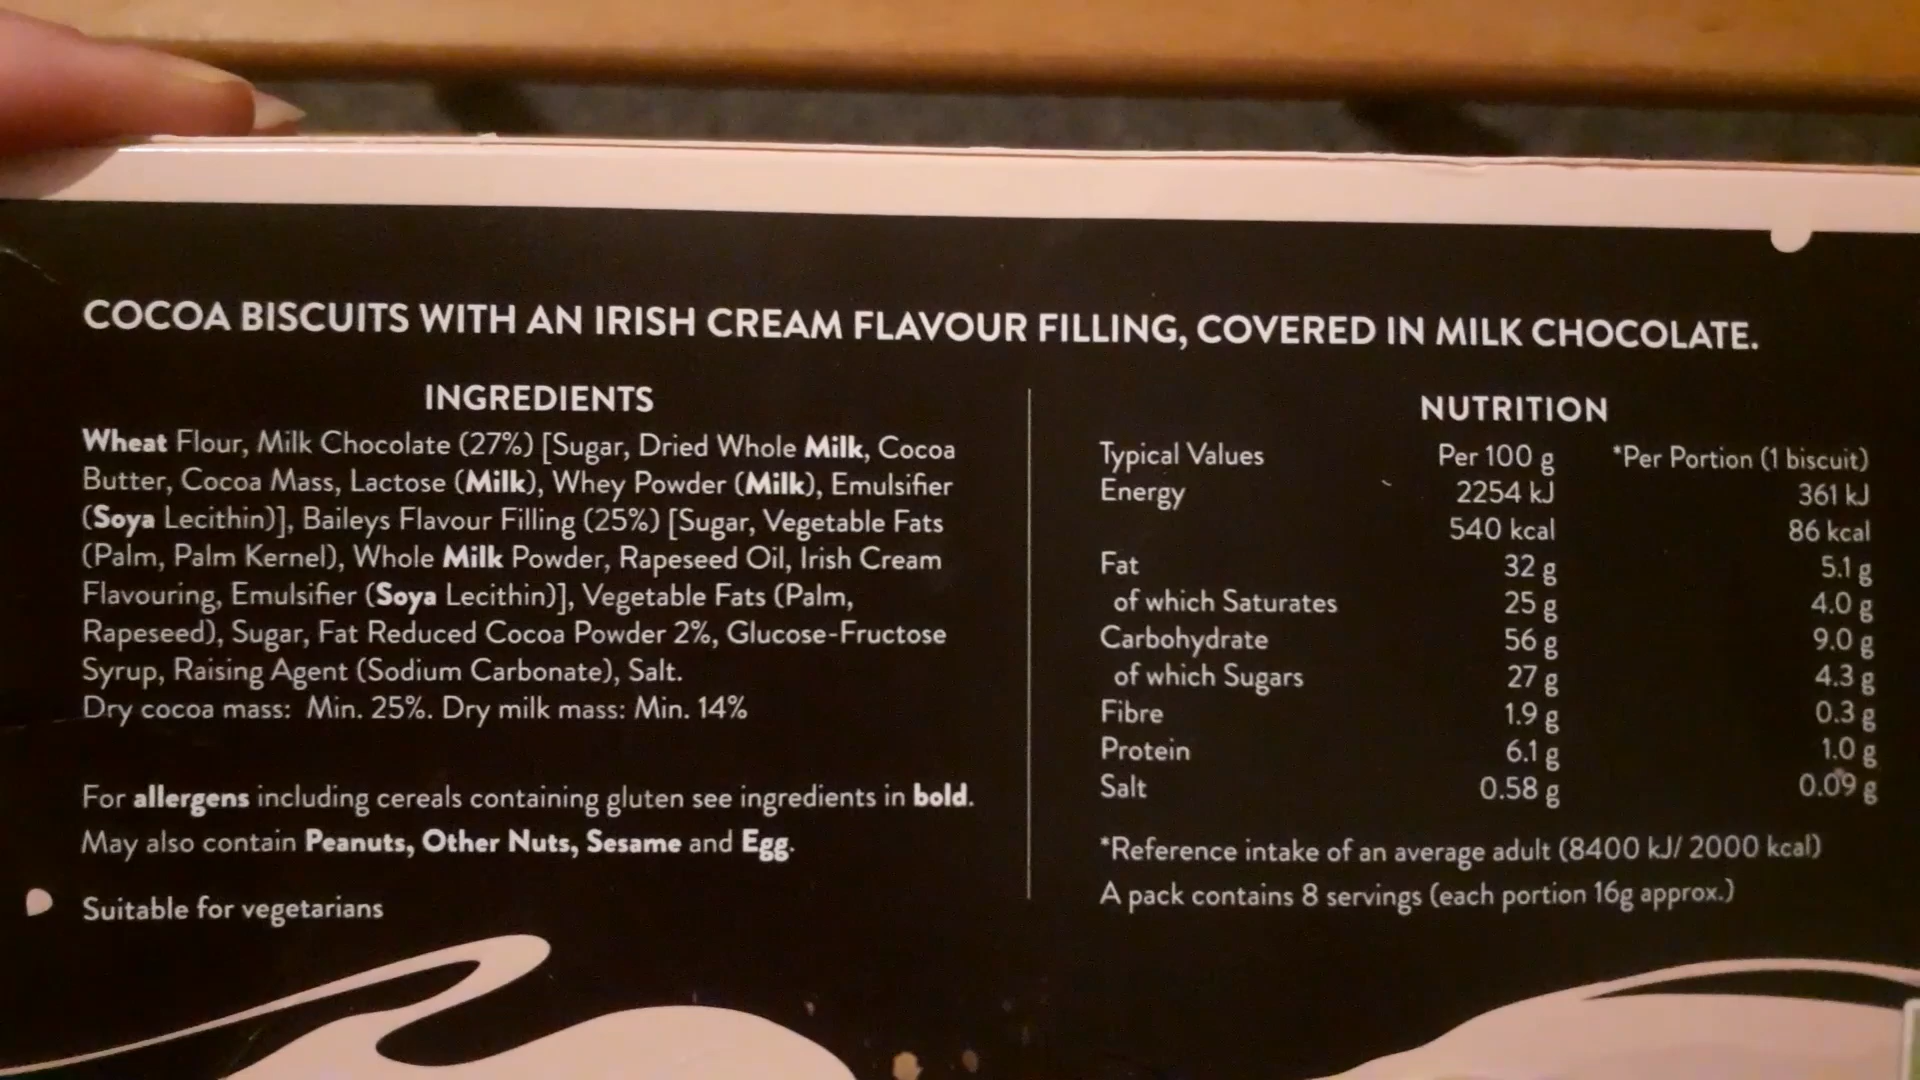 COCOA BISCUITS WITH AN IRISH CREAM FLAVOUR FILLING, COVERED IN MILK CHOCOLATE.
INGREDIENTS
Wheat Flour, Milk Chocolate (27%) [Sugar, Dried Whole Milk, Cocoa
Butter, Cocoa Mass, Lactose (Milk), Whey Powder (Milk), Emulsifier
(Soya Lecithin)], Baileys Flavour Filling (25%) [Sugar, Vegetable Fats
(Palm, Palm Kernel), Whole Milk Powder, Rapeseed Oil, Irish Cream
Flavouring, Emulsifier (Soya Lecithin)], Vegetable Fats (Palm,
Rapeseed), Sugar, Fat Reduced Cocoa Powder 2%, Glucose-Fructose
Syrup, Raising Agent (Sodium Carbonate), Salt.
Dry cocoa mass: Min. 25%. Dry milk mass: Min. 14%
For allergens including cereals containing gluten see ingredients in bold.
May also contain Peanuts, Other Nuts, Sesame and Egg.
Suitable for vegetarians
NUTRITION
Typical Values Per 100 g *Per Portion (1 biscuit)
Energy 2254 kJ 361 kJ
540 kcal 86 kcal
Fat 32 g 5.1 g
of which Saturates 25 g 4.0 g
Carbohydrate 56 g 9.0 g
of which Sugars 27 g 4.3 g
Fibre 1.9 g 0.3 g
Protein 6.1 g 1.0 g
Salt 0.58 g 0.09 g
*Reference intake of an average adult (8400 kJ/ 2000 kcal)
A pack contains 8 servings (each portion 16g approx.)